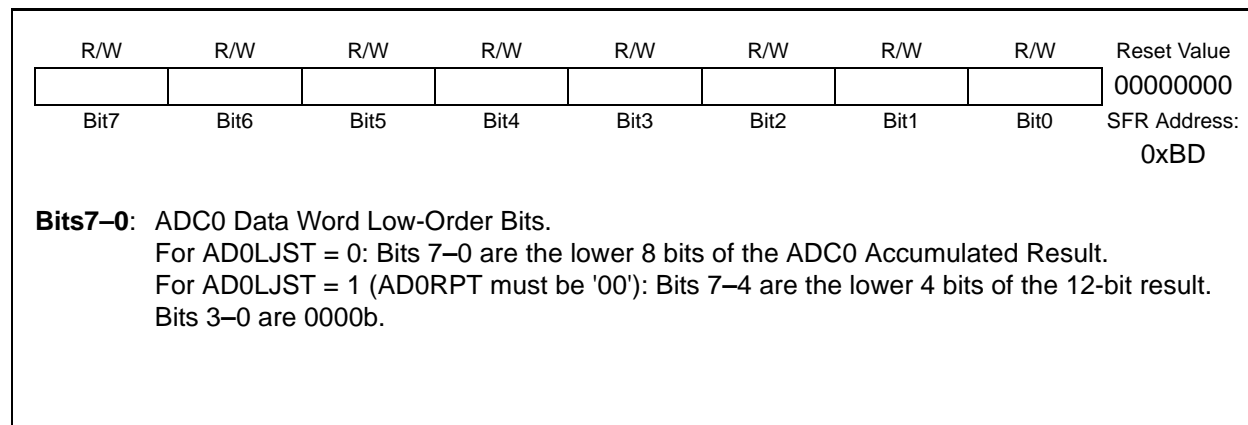 R/W R/W R/W R/W R/W R/W R/W R/W Reset Value
00000000
Bit7 Bit6 Bit5 Bit4 Bit3 Bit2 Bit1 Bit0 SFR Address:
0xBD
Bits7–0: ADC0 Data Word Low-Order Bits.
For AD0LJST = 0: Bits 7–0 are the lower 8 bits of the ADC0 Accumulated Result.
For AD0LJST = 1 (AD0RPT must be '00'): Bits 7–4 are the lower 4 bits of the 12-bit result.
Bits 3–0 are 0000b.